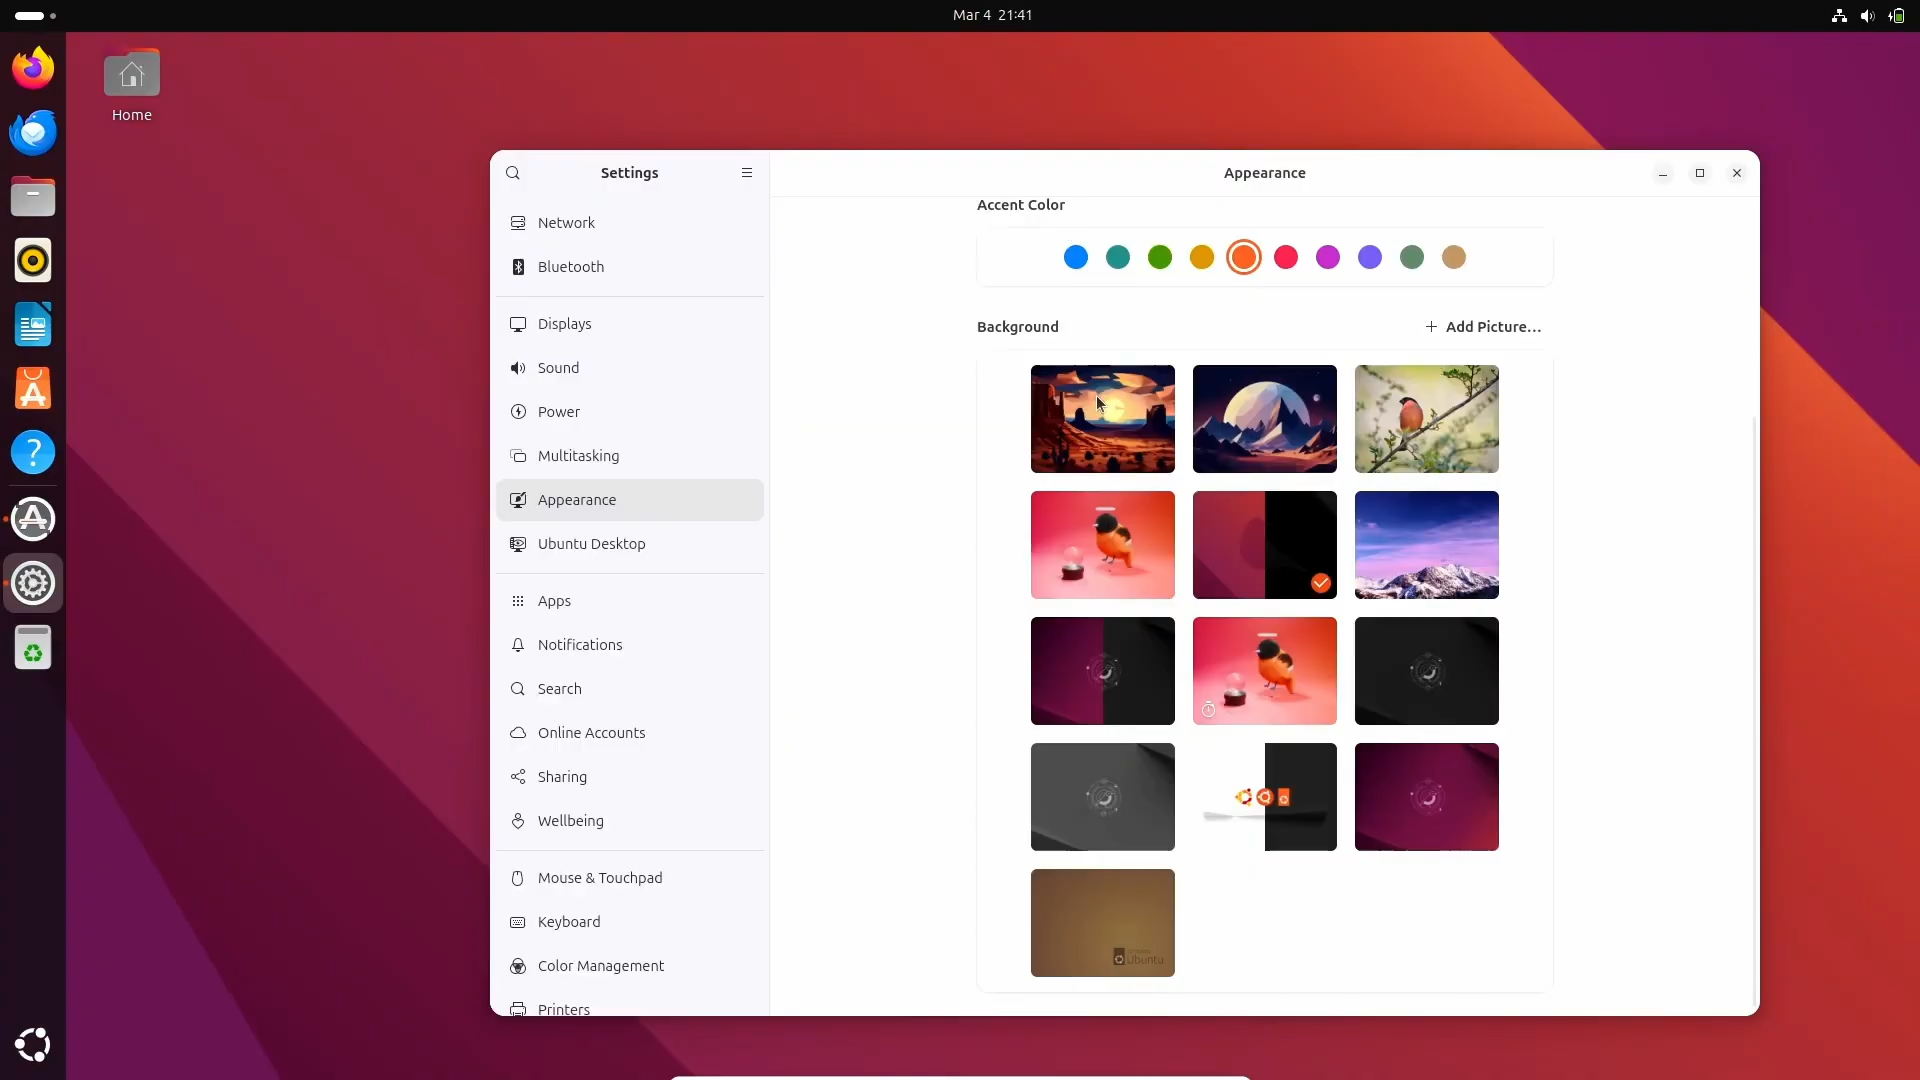 Mar 4 21:41
Home
Settings
Appearance
Network
Bluetooth
Displays
Sound
Power
Multitasking
Appearance
Ubuntu Desktop
Apps
Notifications
Search
Online Accounts
Sharing
Wellbeing
Mouse & Touchpad
Keyboard
Color Management
Printers
Accent Color
Background
+ Add Picture...
Ubuntu